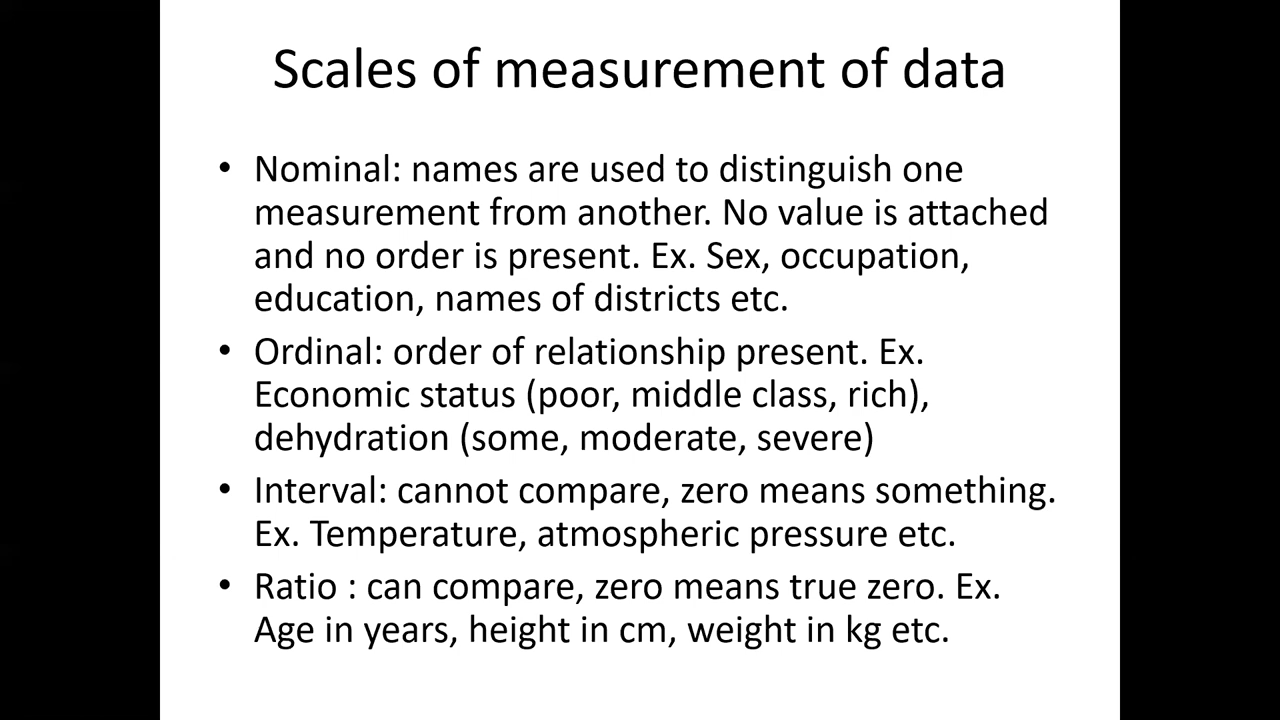 Scales of measurement of data
• Nominal: names are used to distinguish one
measurement from another. No value is attached
and no order is present. Ex. Sex, occupation,
education, names of districts etc.
• Ordinal: order of relationship present. Ex.
Economic status (poor, middle class, rich),
dehydration (some, moderate, severe)
• Interval: cannot compare, zero means something.
Ex. Temperature, atmospheric pressure etc.
• Ratio : can compare, zero means true zero. Ex.
Age in years, height in cm, weight in kg etc.